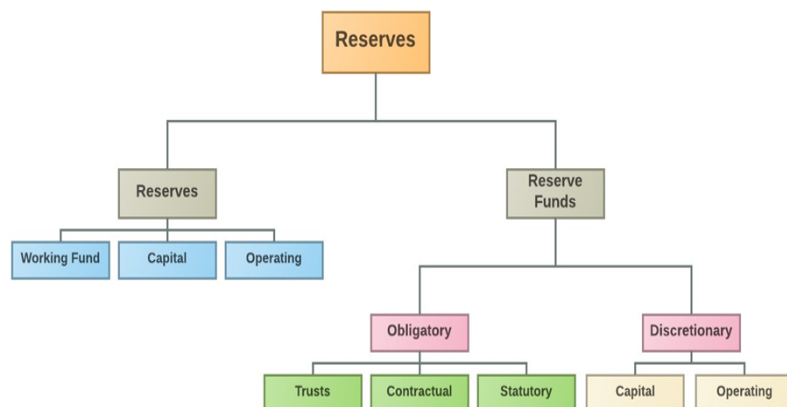 Reserves
Reserves
Reserve
Funds
Working Fund
Capital
Operating
Obligatory
Discretionary
Trusts
Contractual
Statutory
Capital
Operating